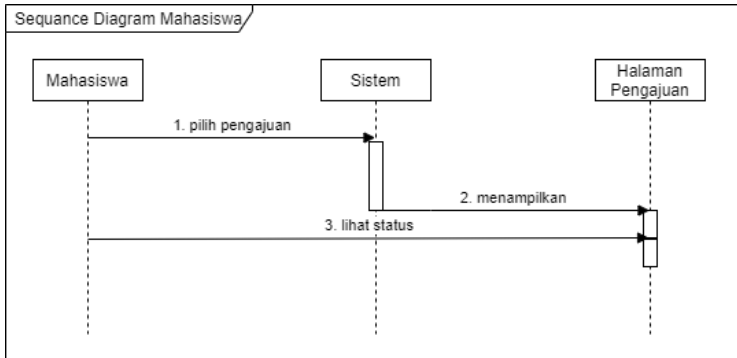 Sequance Diagram Mahasiswa
Mahasiswa
Sistem
Halaman
Pengajuan
1. pilih pengajuan
2. menampilkan
3. lihat status